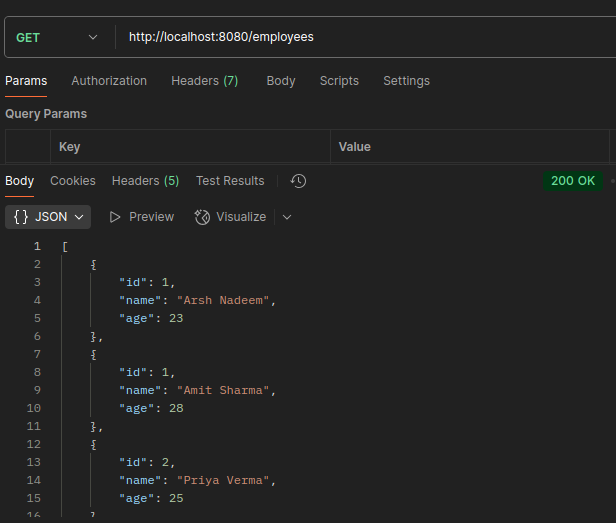 GET http://localhost:8080/employees
Params Authorization Headers (7) Body Scripts Settings
Query Params
Key Value
Body Cookies Headers (5) Test Results 200 OK
{} JSON Preview Visualize
1 [
2 {
3 "id": 1,
4 "name": "Arsh Nadeem",
5 "age": 23
6 },
7 {
8 "id": 1,
9 "name": "Amit Sharma",
10 "age": 28
11 },
12 {
13 "id": 2,
14 "name": "Priya Verma",
15 "age": 25
16 }